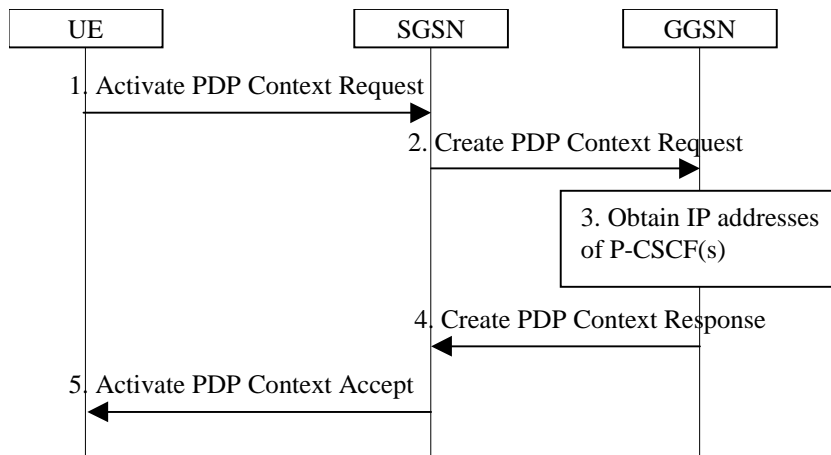 UE
SGSN
GGSN
1. Activate PDP Context Request
2. Create PDP Context Request
3. Obtain IP addresses
of P-CSCF(s)
4. Create PDP Context Response
5. Activate PDP Context Accept